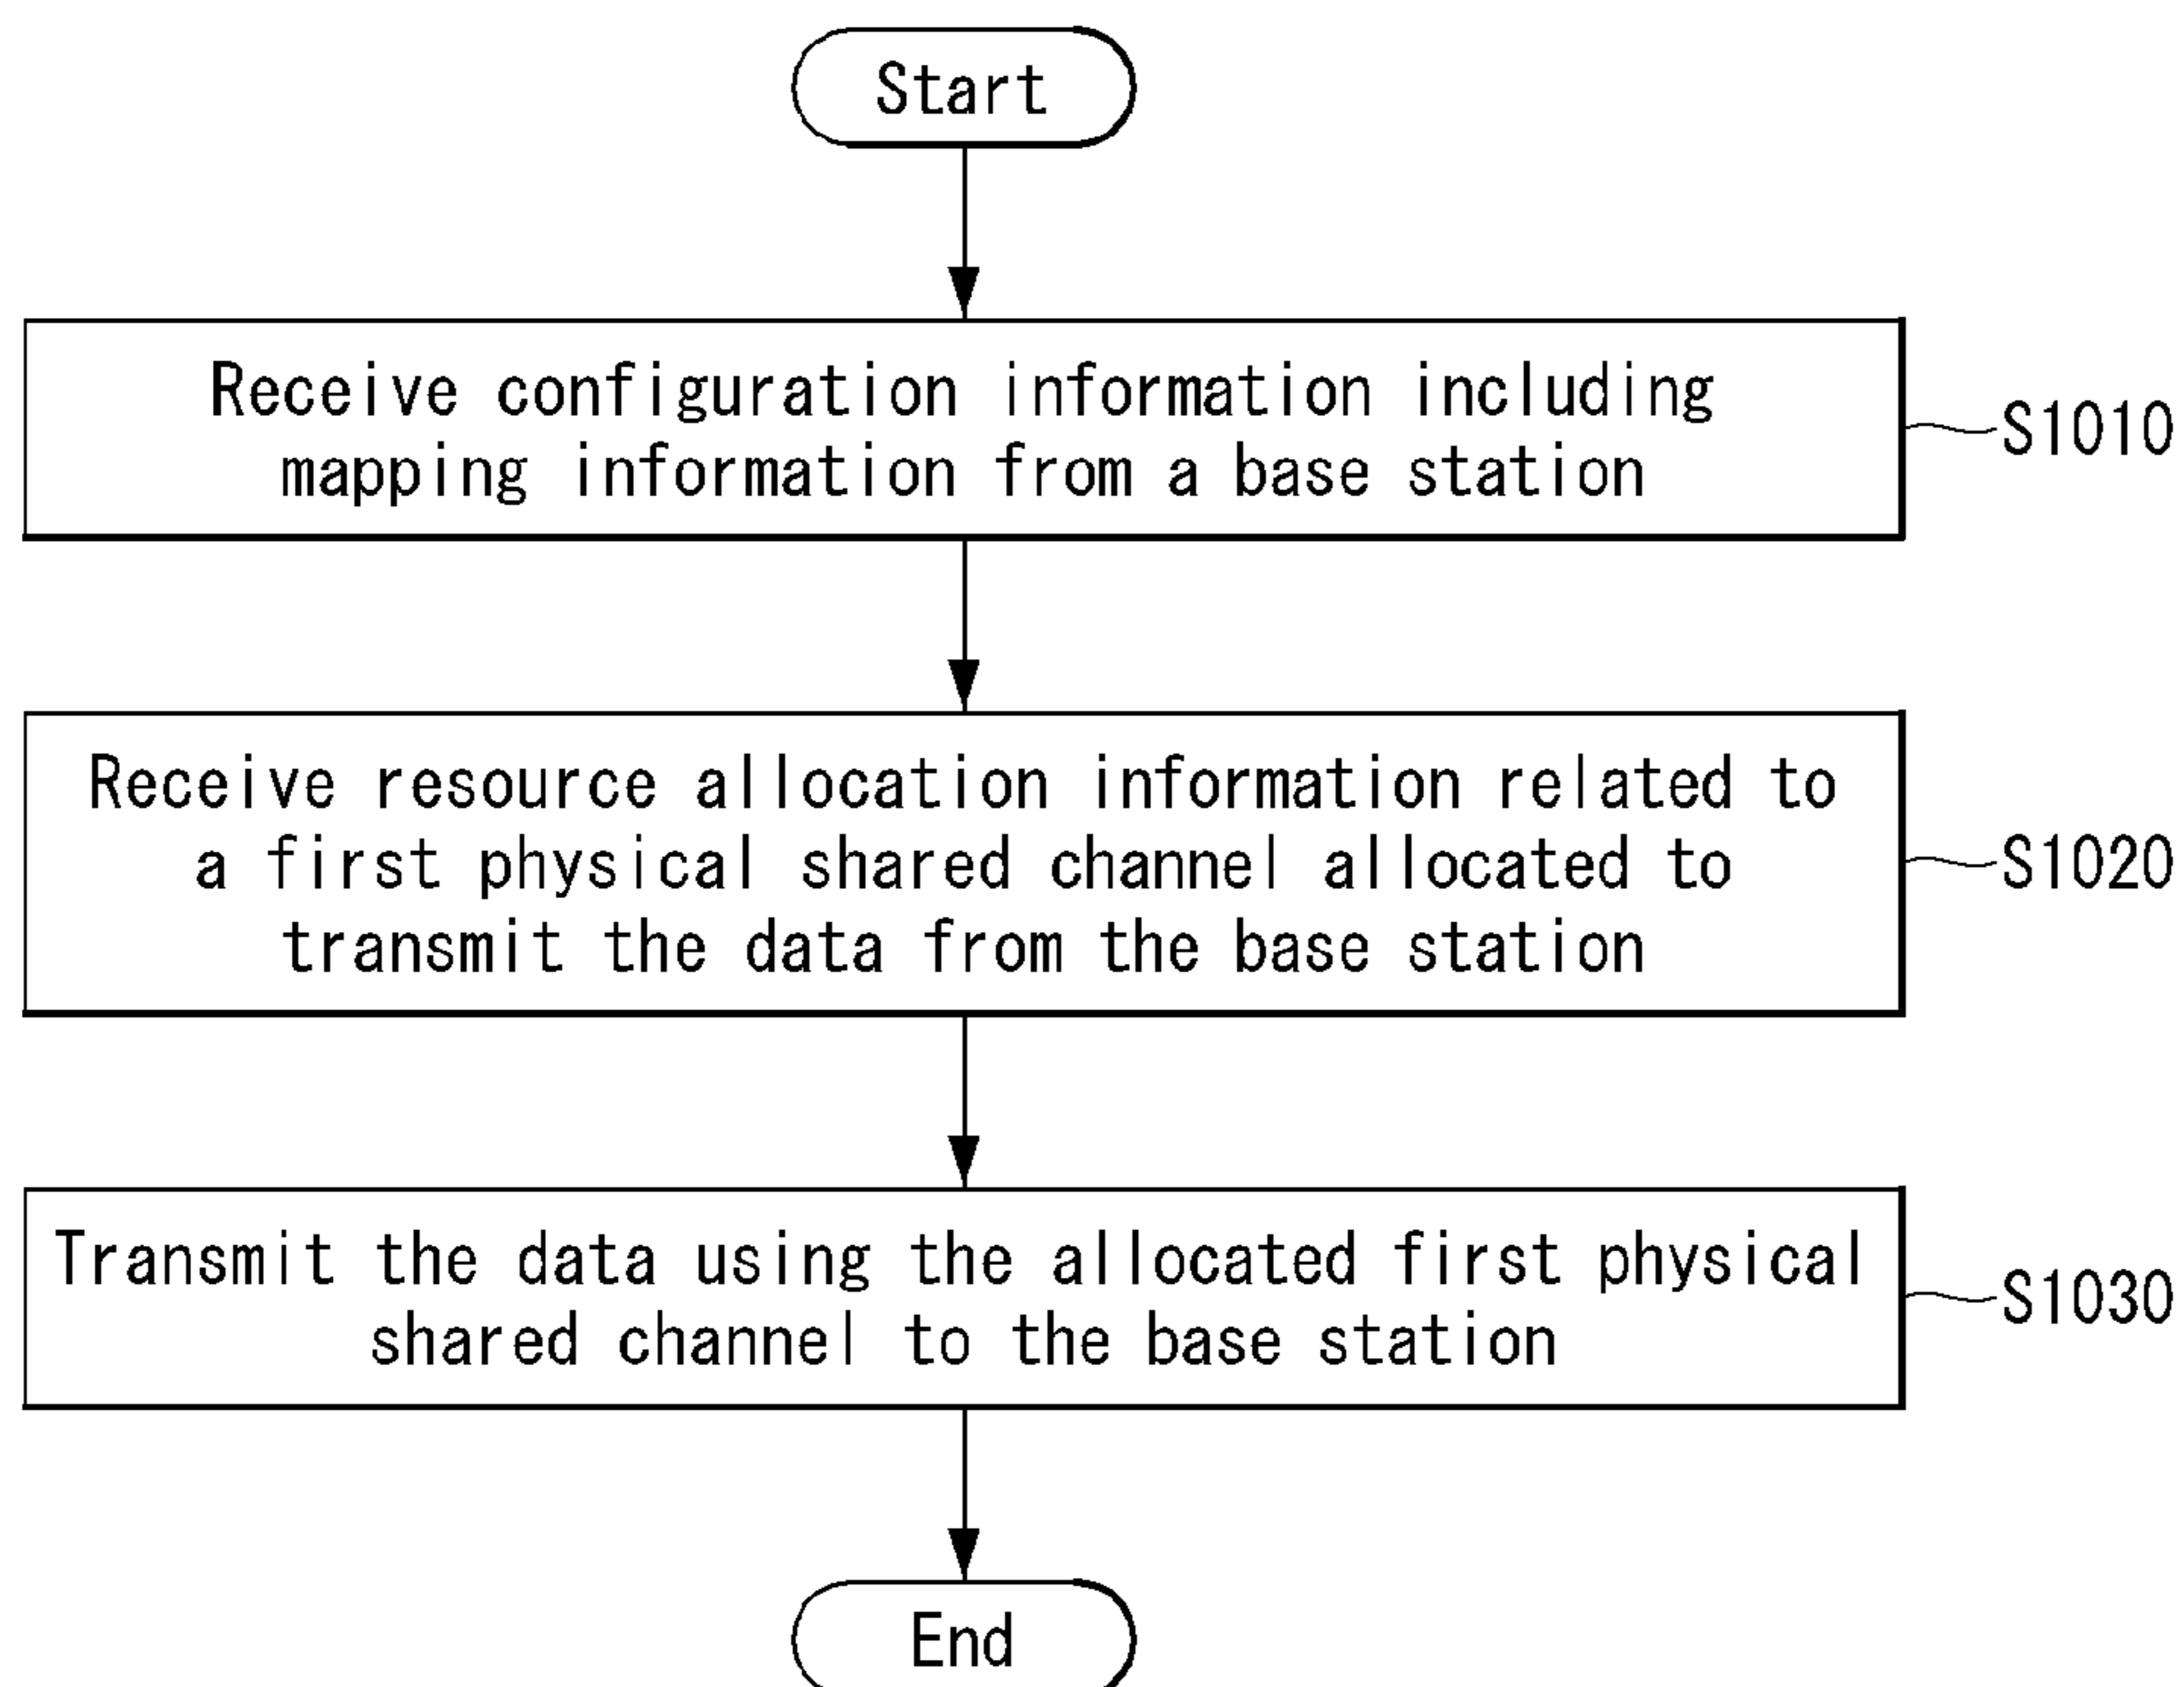 Start
Receive configuration information including
mapping information from a base station
S1010
Receive resource allocation information related to
a first physical shared channel allocated to
transmit the data from the base station
S1020
Transmit the data using the allocated first physical
shared channel to the base station
S1030
End